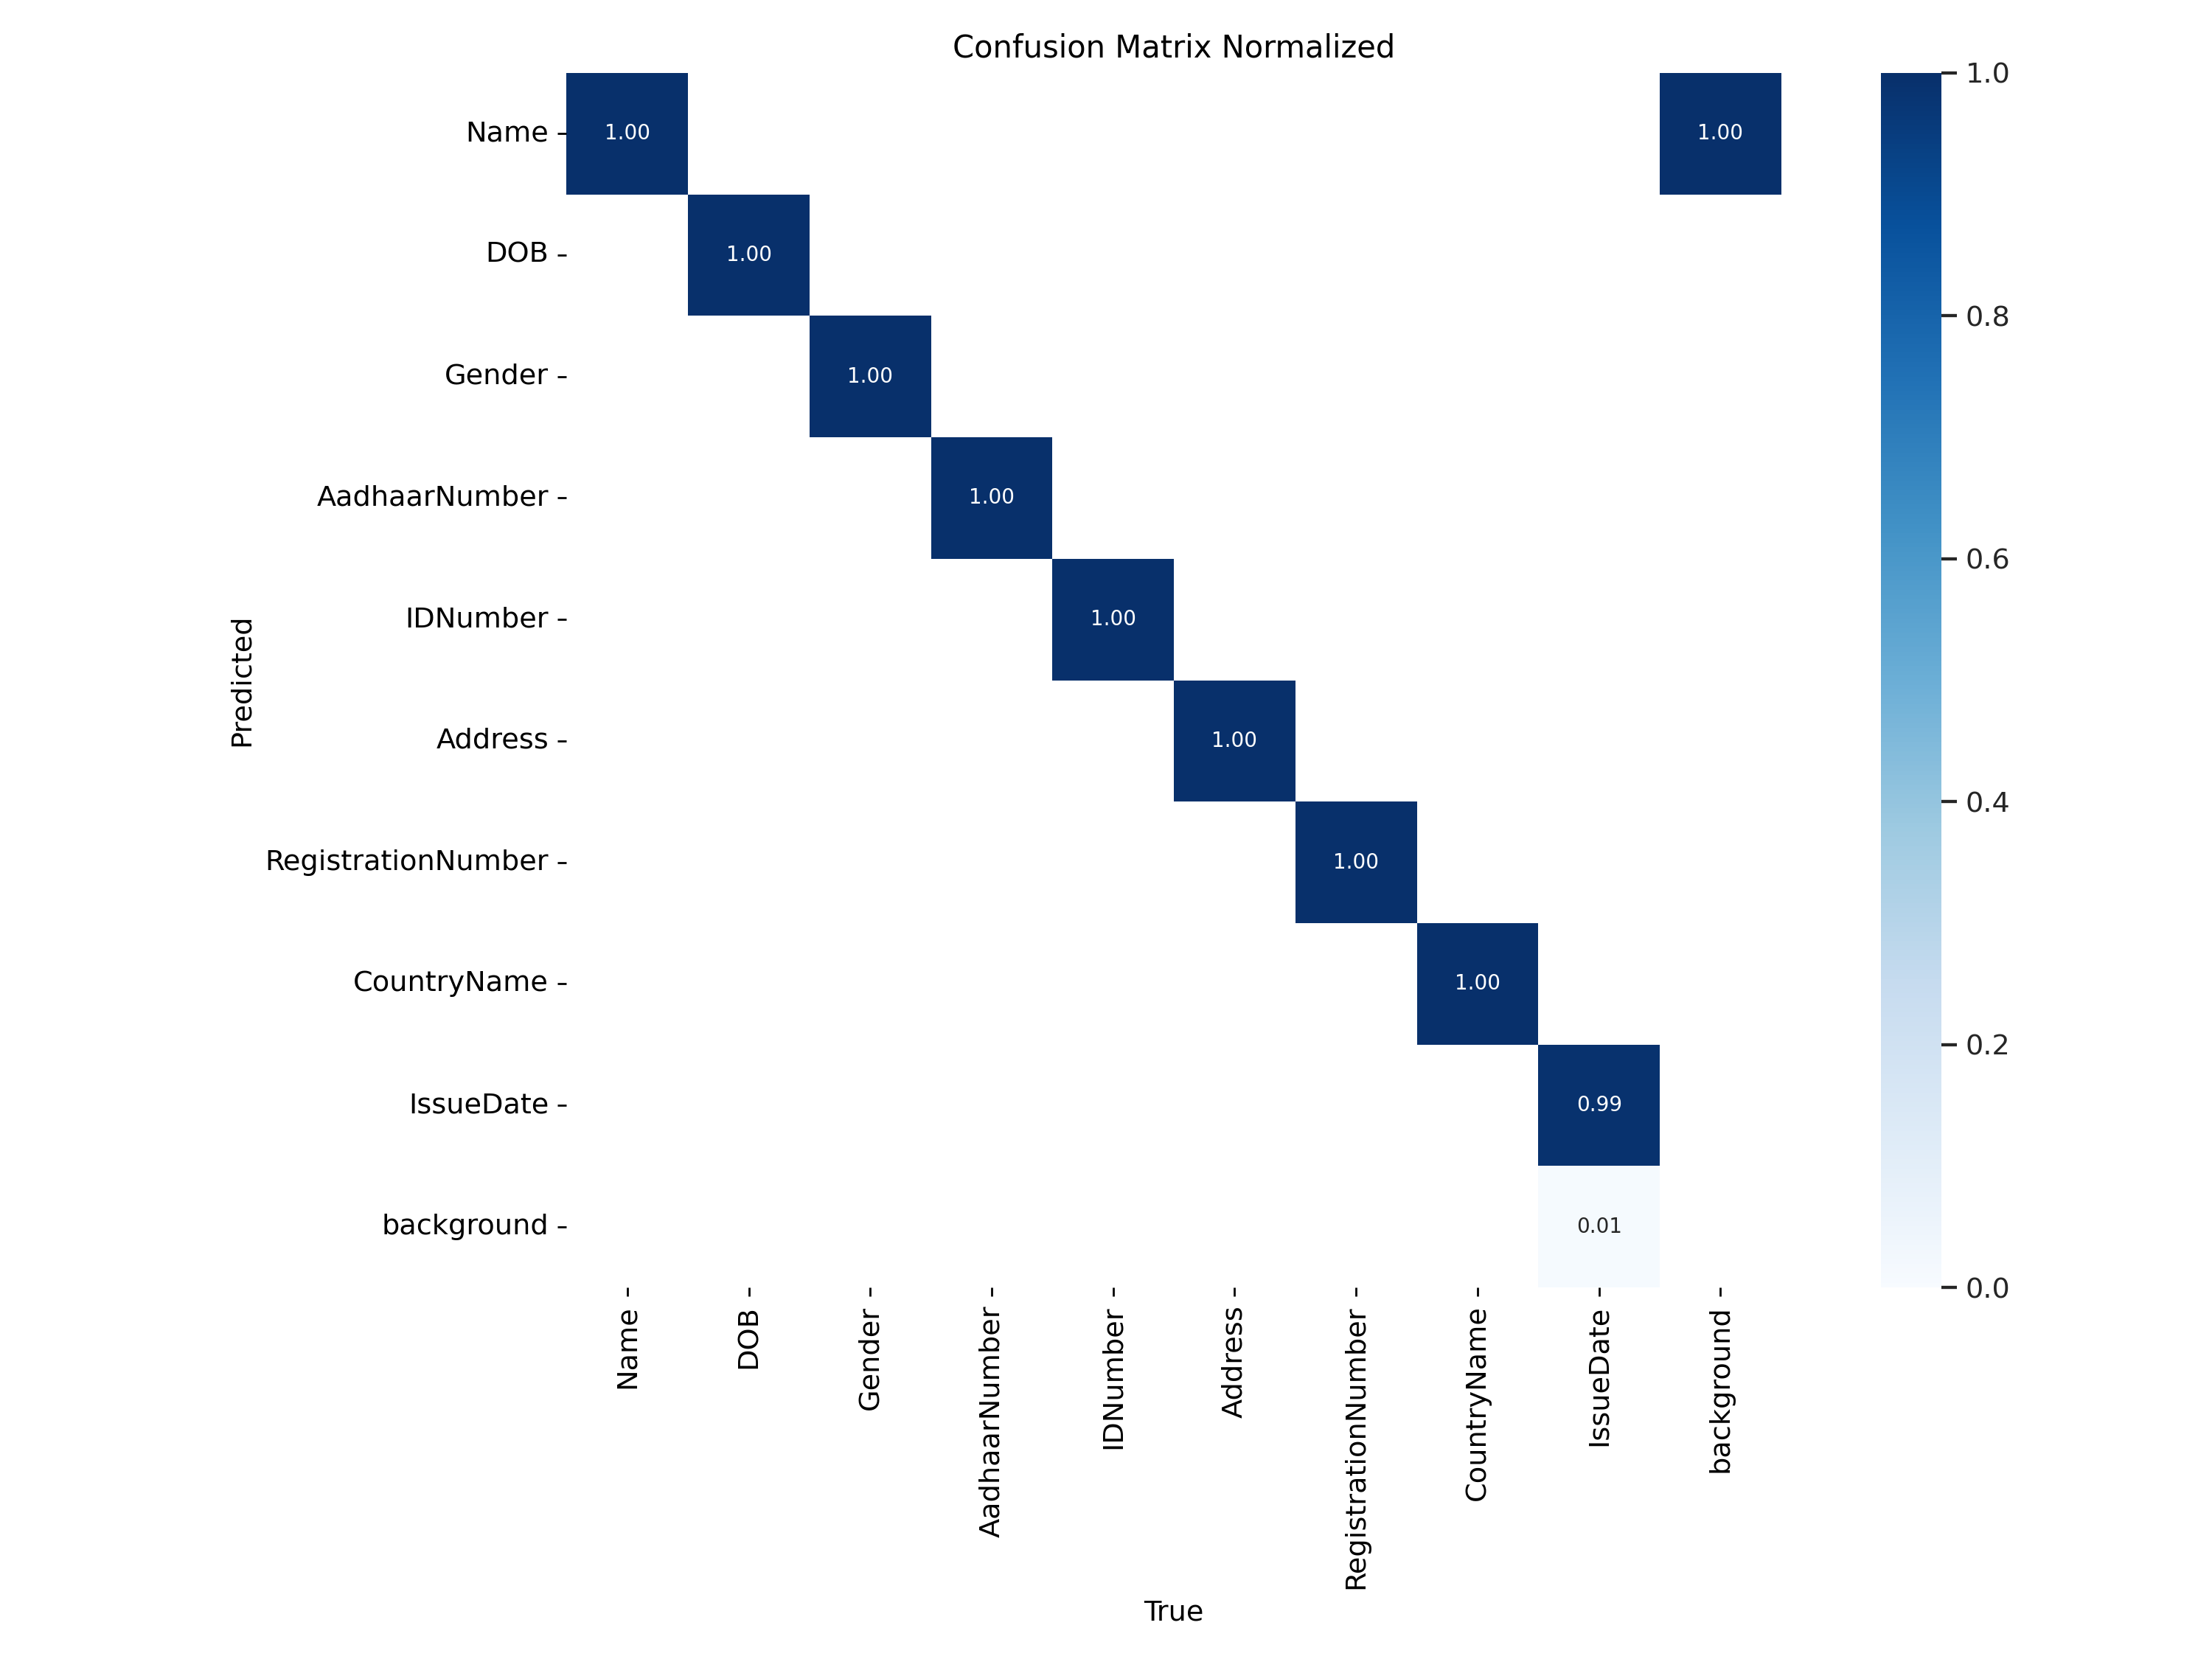 Confusion Matrix Normalized
Name
1.00
1.00
DOB
1.00
Gender
1.00
AadhaarNumber
1.00
IDNumber
1.00
Address
1.00
RegistrationNumber
1.00
CountryName
1.00
IssueDate
0.99
background
0.01
Predicted
Name
DOB
Gender
AadhaarNumber
IDNumber
Address
RegistrationNumber
CountryName
IssueDate
background
True
1.0
0.8
0.6
0.4
0.2
0.0